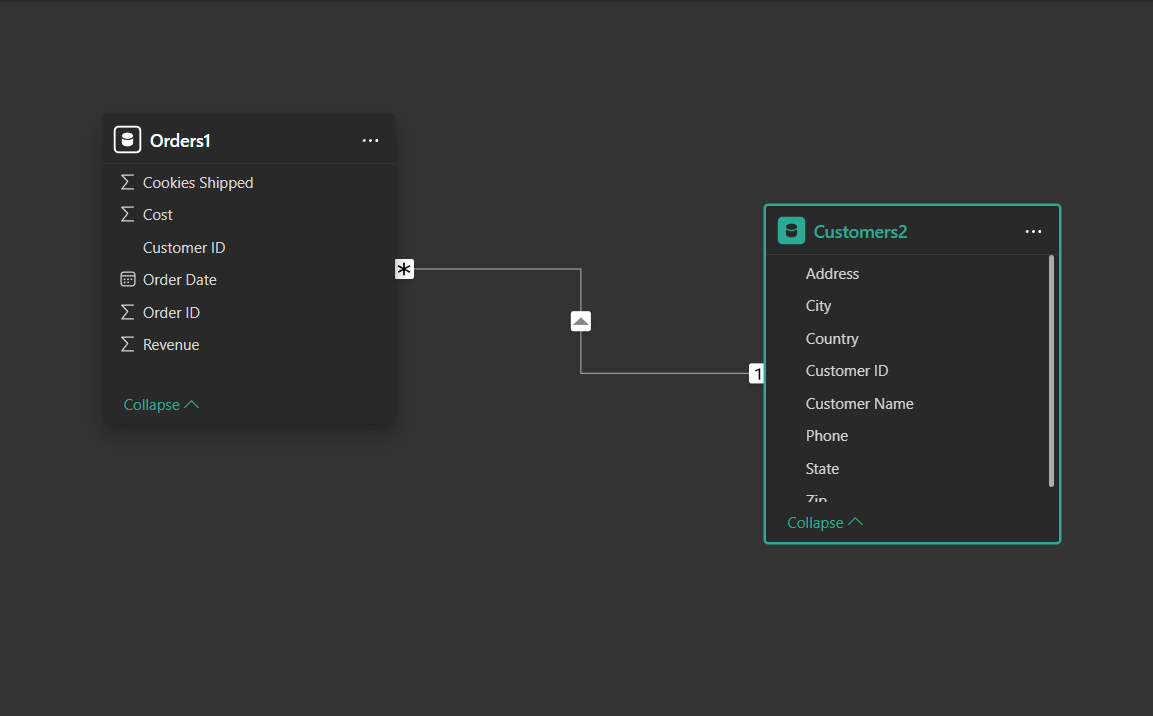 Orders1
Cookies Shipped
Cost
Customer ID
Order Date
Order ID
Revenue
Collapse
*
1
Customers2
Address
City
Country
Customer ID
Customer Name
Phone
State
Zip
Collapse